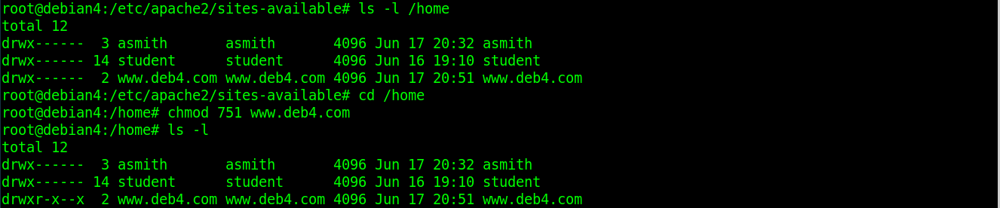 root@debian4:/etc/apache2/sites-available# ls -l /home
total 12
drwx------  3 asmith       asmith       4096 Jun 17 20:32 asmith
drwx------ 14 student      student      4096 Jun 16 19:10 student
drwx------  2 www.deb4.com www.deb4.com 4096 Jun 17 20:51 www.deb4.com
root@debian4:/etc/apache2/sites-available# cd /home
root@debian4:/home# chmod 751 www.deb4.com
root@debian4:/home# ls -l
total 12
drwx------  3 asmith       asmith       4096 Jun 17 20:32 asmith
drwx------ 14 student      student      4096 Jun 16 19:10 student
drwxr-x--x  2 www.deb4.com www.deb4.com 4096 Jun 17 20:51 www.deb4.com